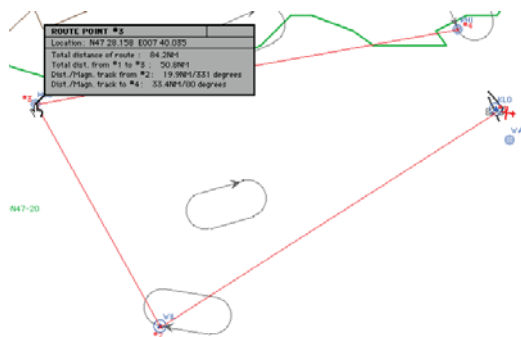 ROUTE POINT #3
Location: N47 28.158 E007 40.035
Total distance of route : 84.2NM
Total dist. from #1 to #3 : 50.8NM
Dist./Magn. track from #2: 19.9NM/331 degrees
Dist./Magn. track to #4: 33.4NM/80 degrees
KLO
N47-20